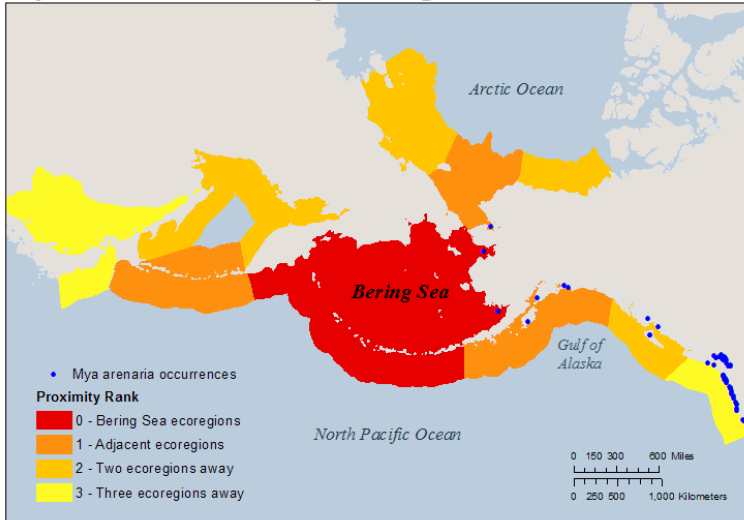 Arctic Ocean
Bering Sea
Gulf of
Alaska
Mya arenaria occurrences
Proximity Rank
0 - Bering Sea ecoregions
1 - Adjacent ecoregions
2 - Two ecoregions away
3 - Three ecoregions away
North Pacific Ocean
0 150 300 600 Miles
0 250 500 1,000 Kilometers